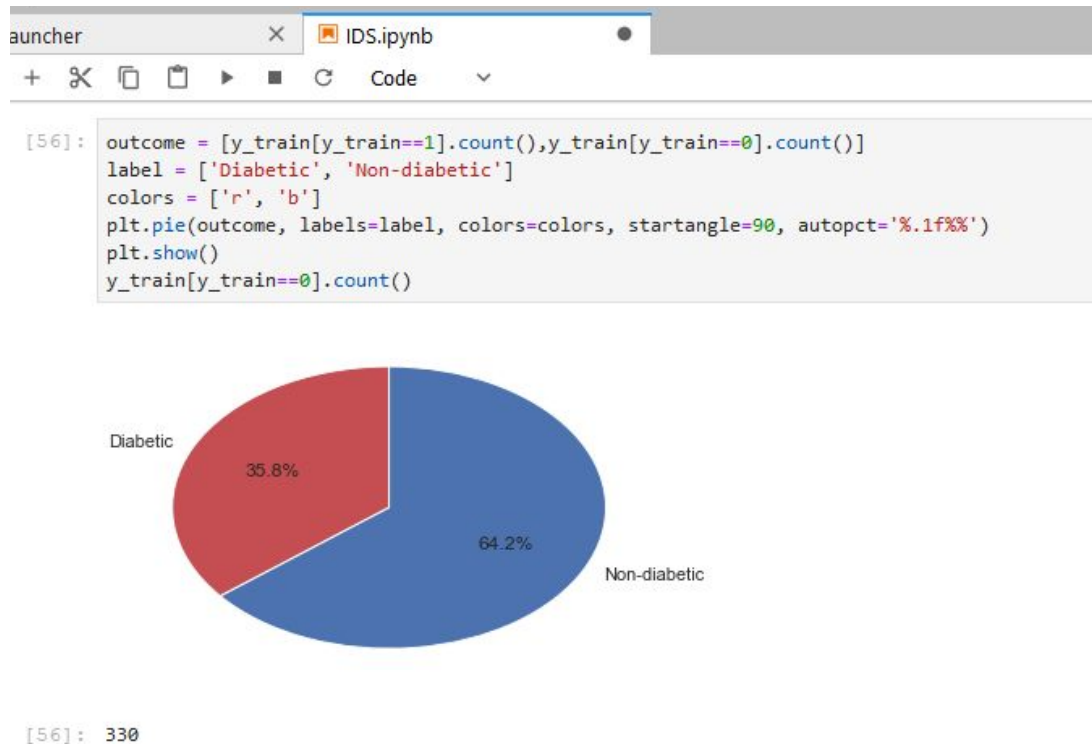 auncher × IDS.ipynb
Code
[56]: outcome = [y_train[y_train==1].count(),y_train[y_train==0].count()]
label = ['Diabetic', 'Non-diabetic']
colors = ['r', 'b']
plt.pie(outcome, labels=label, colors=colors, startangle=90, autopct='%.1f%%')
plt.show()
y_train[y_train==0].count()
Diabetic
35.8%
64.2%
Non-diabetic
[56]: 330